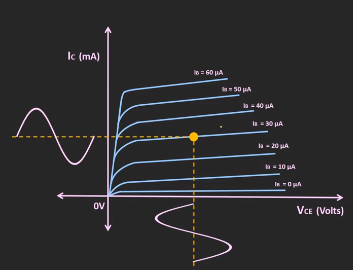 IC (mA)
IB = 60 μA
IB = 50 μA
IB = 40 μA
IB = 30 μA
IB = 20 μA
IB = 10 μA
IB = 0 μA
0V
VCE (Volts)